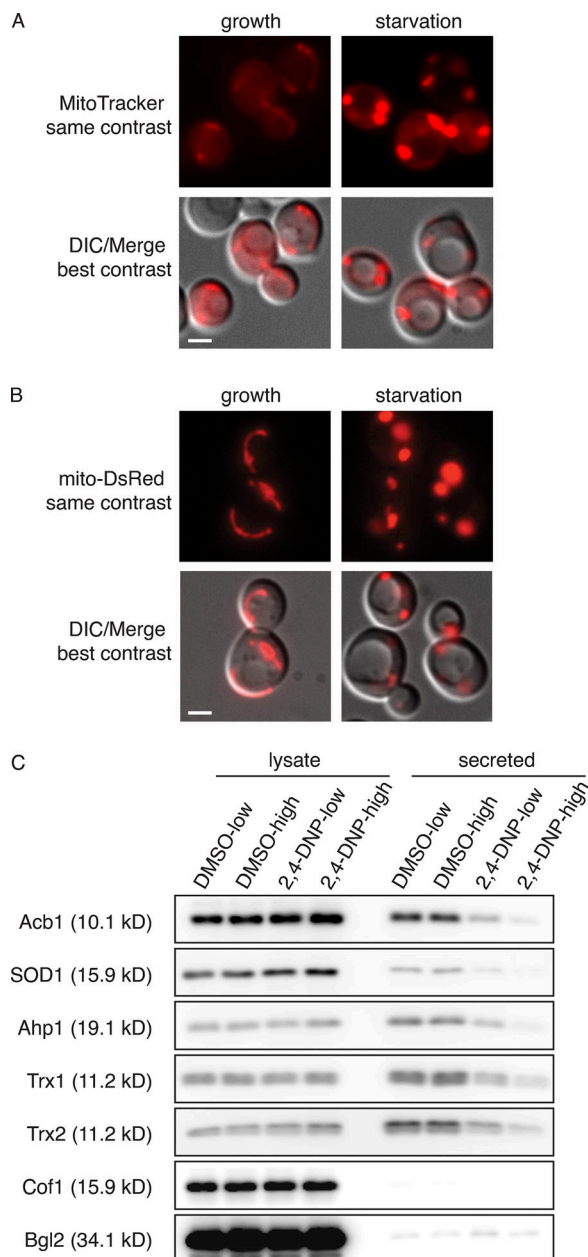 A
growth
starvation
MitoTracker
same contrast
DIC/Merge
best contrast
B
growth
starvation
mito-DsRed
same contrast
DIC/Merge
best contrast
C
lysate
secreted
DMSO-low
DMSO-high
2,4-DNP-low
2,4-DNP-high
DMSO-low
DMSO-high
2,4-DNP-low
2,4-DNP-high
Acb1 (10.1 kD)
SOD1 (15.9 kD)
Ahp1 (19.1 kD)
Trx1 (11.2 kD)
Trx2 (11.2 kD)
Cof1 (15.9 kD)
Bgl2 (34.1 kD)